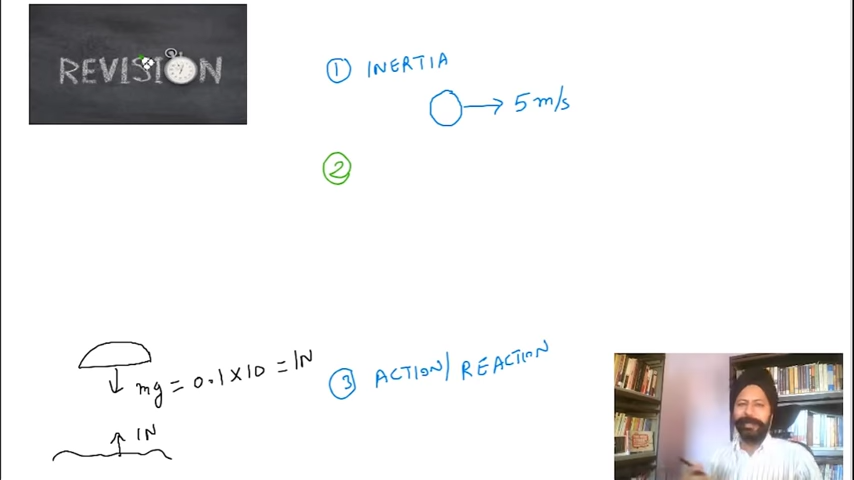 REVISION
① INERTIA
5 m/s
②
mg = 0.1 × 10 = 1N
1N
③ ACTION/REACTION